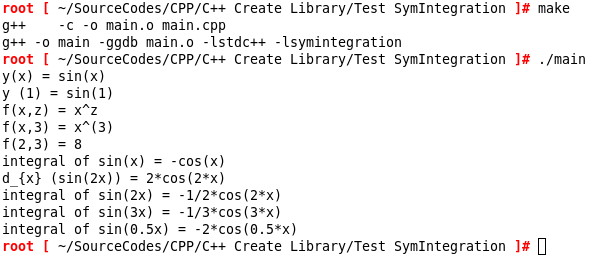 root [ ~/SourceCodes/CPP/C++ Create Library/Test SymIntegration ]# make
g++     -c -o main.o main.cpp
g++ -o main -ggdb main.o -lstdc++ -lsymintegration
root [ ~/SourceCodes/CPP/C++ Create Library/Test SymIntegration ]# ./main
y(x) = sin(x)
y (1) = sin(1)
f(x,z) = x^z
f(x,3) = x^(3)
f(2,3) = 8
integral of sin(x) = -cos(x)
d_{x} (sin(2x)) = 2*cos(2*x)
integral of sin(2x) = -1/2*cos(2*x)
integral of sin(3x) = -1/3*cos(3*x)
integral of sin(0.5x) = -2*cos(0.5*x)
root [ ~/SourceCodes/CPP/C++ Create Library/Test SymIntegration ]#